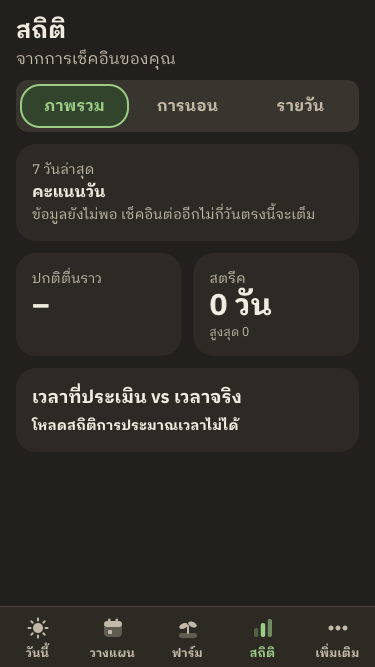 สถิติ
จากการเช็คอินของคุณ
ภาพรวม
การนอน
รายวัน
7 วันล่าสุด
คะแนนวัน
ข้อมูลยังไม่พอ เช็คอินต่ออีกไม่กี่วันตรงนี้จะเต็ม
ปกติตื่นราว
–
สตรีค
0 วัน
สูงสุด 0
เวลาที่ประเมิน vs เวลาจริง
โหลดสถิติการประมาณเวลาไม่ได้
วันนี้
วางแผน
ฟาร์ม
สถิติ
เพิ่มเติม